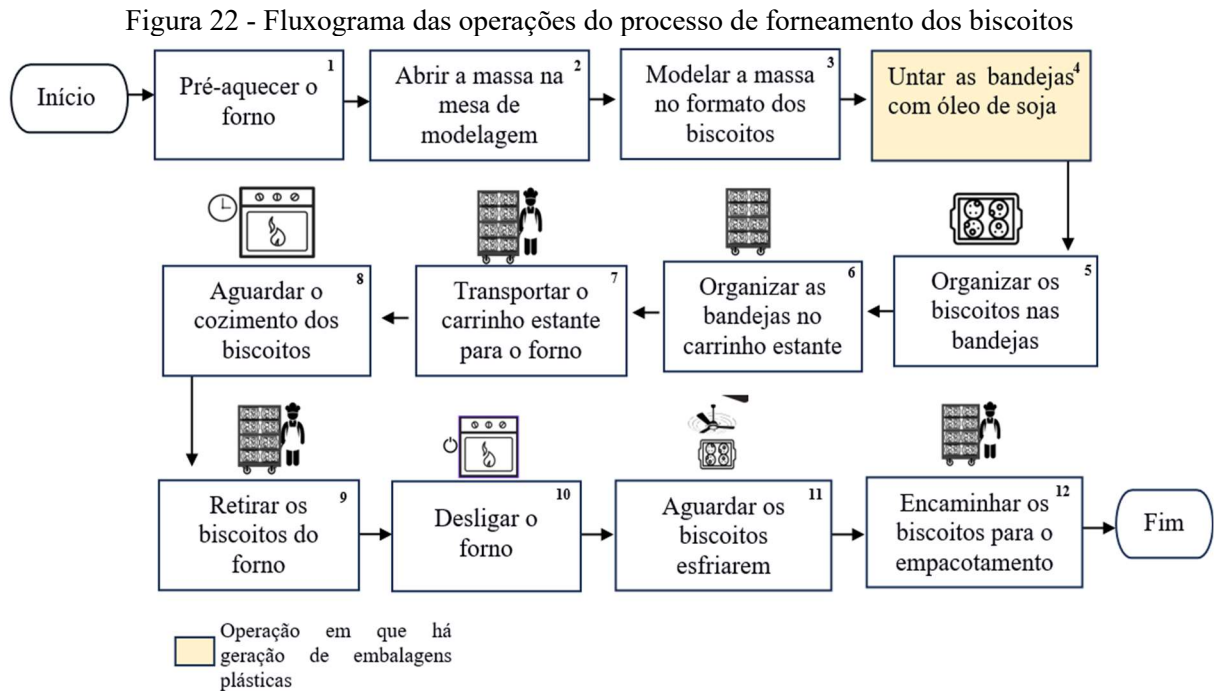 Figura 22 - Fluxograma das operações do processo de forneamento dos biscoitos
Início
1
Pré-aquecer o
forno
2
Abrir a massa na
mesa de
modelagem
3
Modelar a massa
no formato dos
biscoitos
4
Untar as bandejas
com óleo de soja
5
Organizar os
biscoitos nas
bandejas
6
Organizar as
bandejas no
carrinho estante
7
Transportar o
carrinho estante
para o forno
8
Aguardar o
cozimento dos
biscoitos
9
Retirar os
biscoitos do
forno
10
Desligar o
forno
11
Aguardar os
biscoitos
esfriarem
12
Encaminhar os
biscoitos para o
empacotamento
Fim
Operação em que há
geração de embalagens
plásticas